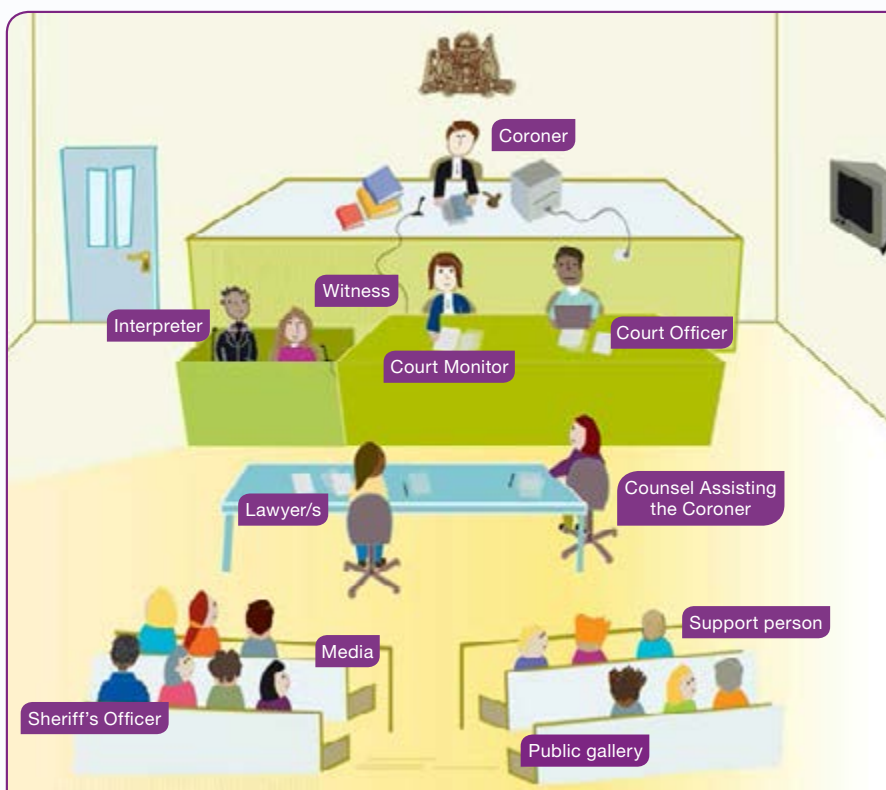 Coroner
Witness
Interpreter
Court Officer
Court Monitor
Lawyer/s
Counsel Assisting
the Coroner
Support person
Media
Sheriff's Officer
Public gallery